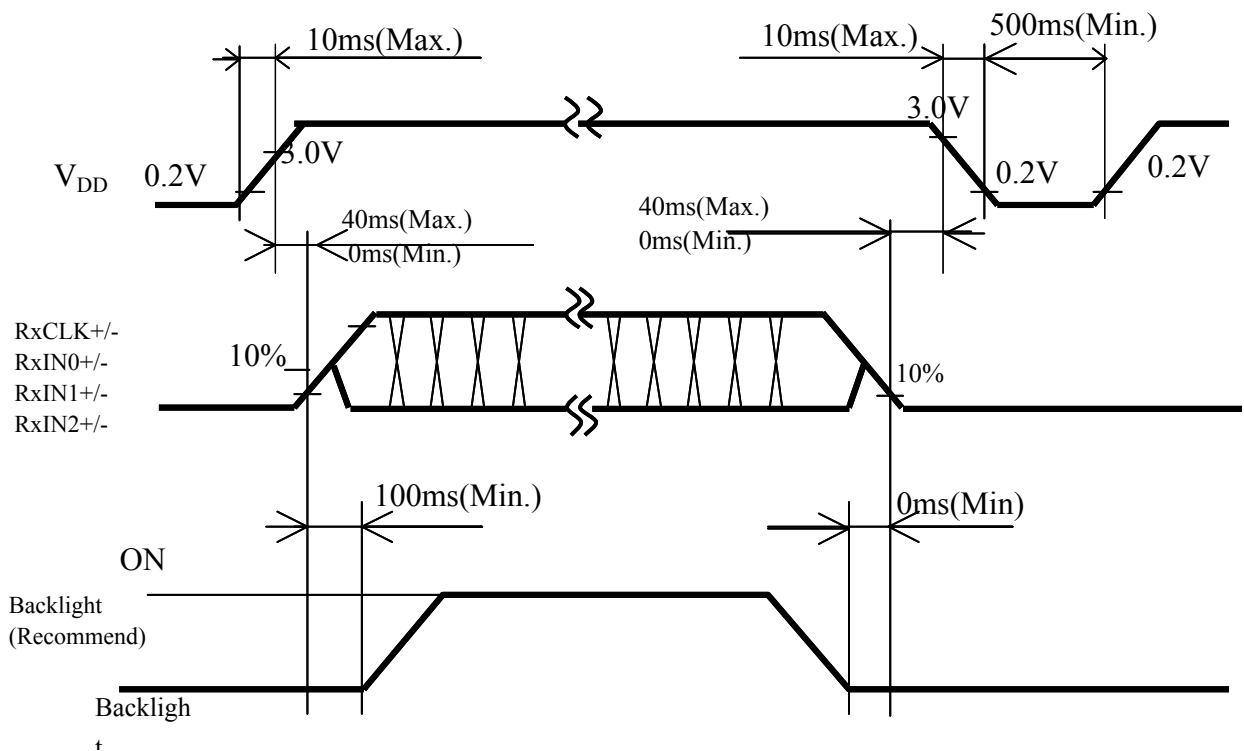 10ms(Max.)
10ms(Max.)
500ms(Min.)
3.0V
3.0V
VDD
0.2V
0.2V
0.2V
40ms(Max.)
0ms(Min.)
40ms(Max.)
0ms(Min.)
RxCLK+/-
RxIN0+/-
RxIN1+/-
RxIN2+/-
10%
10%
100ms(Min.)
0ms(Min)
ON
Backlight
(Recommend)
Backligh
t